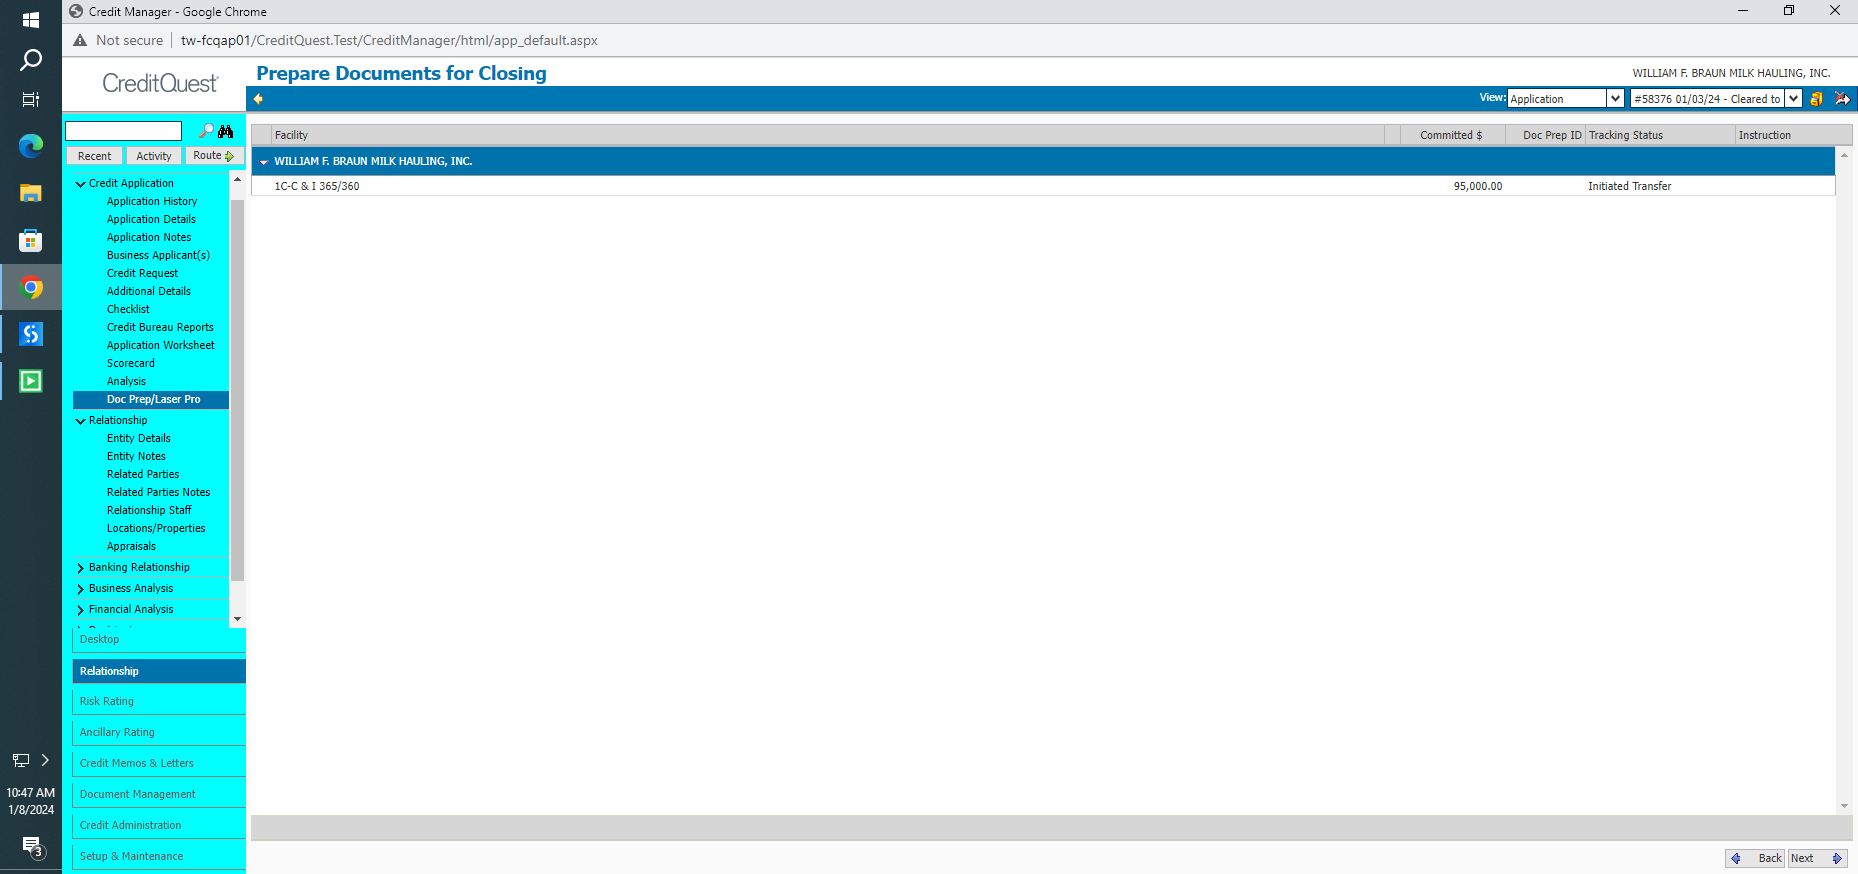 Credit Manager - Google Chrome
Not secure | tw-fcqap01/CreditQuest.Test/CreditManager/html/app_default.aspx
CreditQuest
Prepare Documents for Closing
WILLIAM F. BRAUN MILK HAULING, INC.
View: Application #58376 01/03/24 - Cleared to
Recent Activity Route
Facility Committed $ Doc Prep ID Tracking Status Instruction
WILLIAM F. BRAUN MILK HAULING, INC.
1C-C & I 365/360 95,000.00 Initiated Transfer
Credit Application
Application History
Application Details
Application Notes
Business Applicant(s)
Credit Request
Additional Details
Checklist
Credit Bureau Reports
Application Worksheet
Scorecard
Analysis
Doc Prep/Laser Pro
Relationship
Entity Details
Entity Notes
Related Parties
Related Parties Notes
Relationship Staff
Locations/Properties
Appraisals
Banking Relationship
Business Analysis
Financial Analysis
Desktop
Relationship
Risk Rating
Ancillary Rating
Credit Memos & Letters
Document Management
Credit Administration
Setup & Maintenance
10:47 AM
1/8/2024
3
Back Next